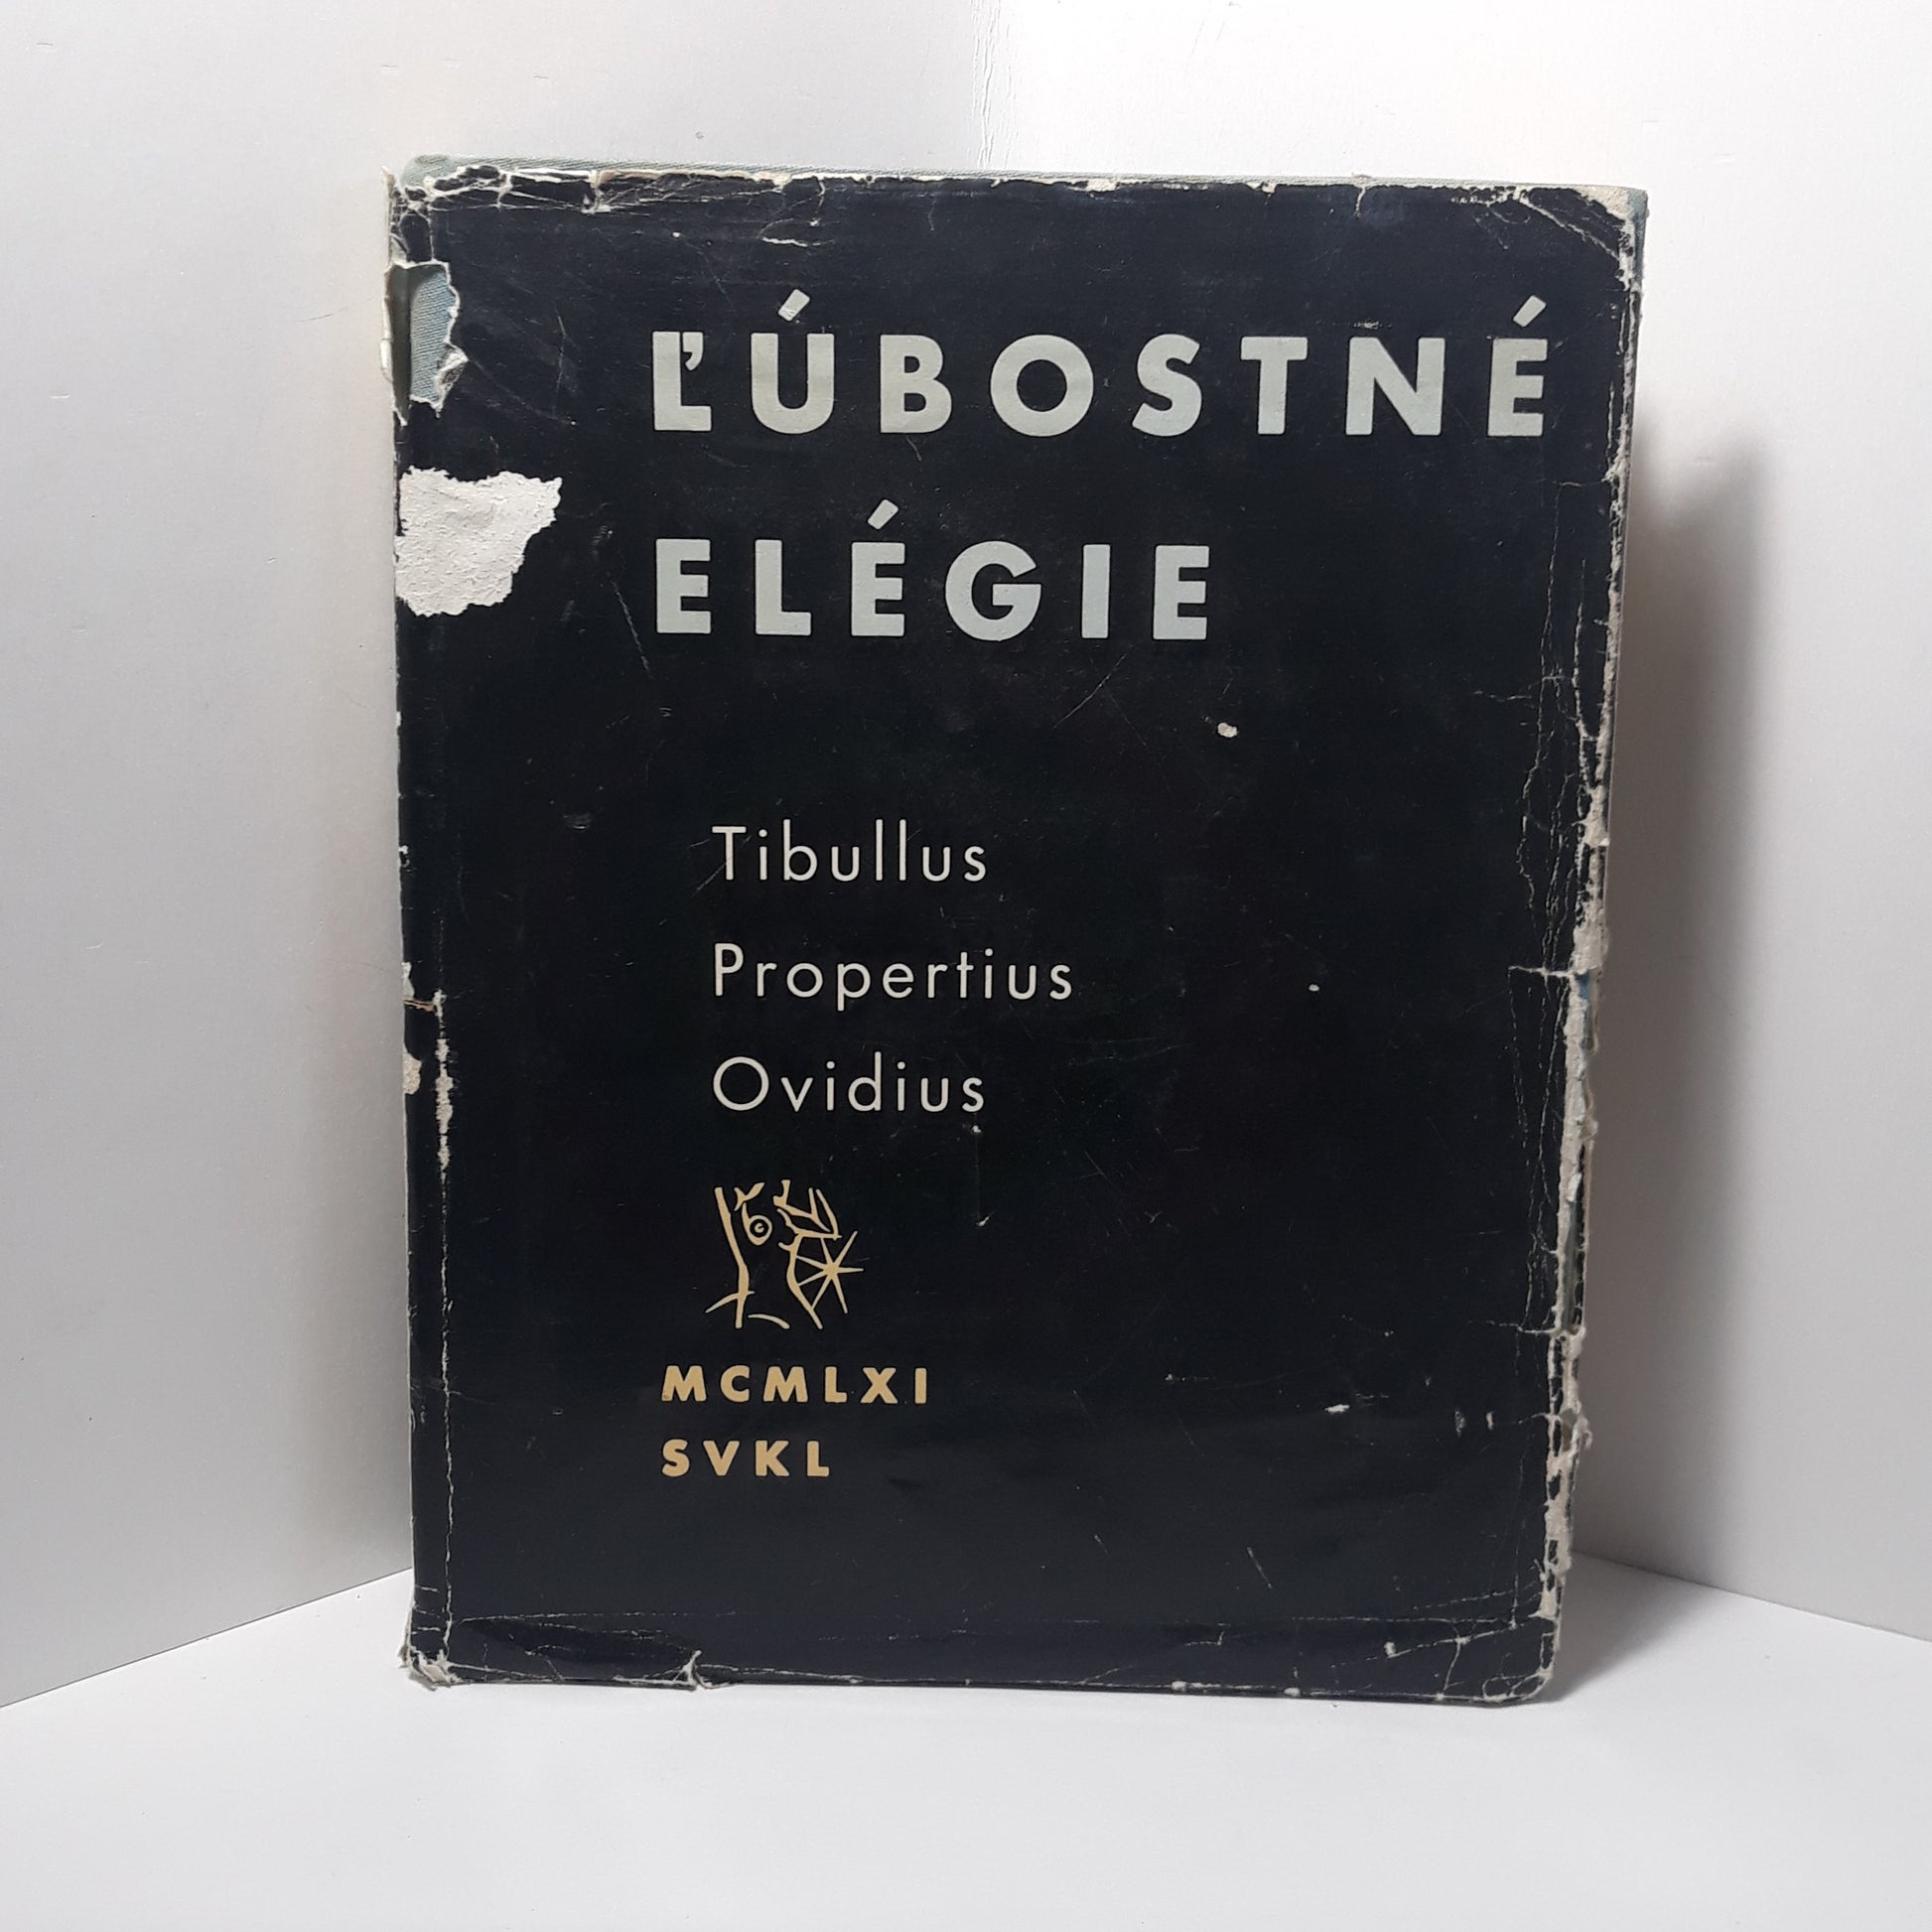 ĽÚBOSTNÉ
ELÉGIE
Tibullus
Propertius
Ovidius
MCMLXI
SVKL